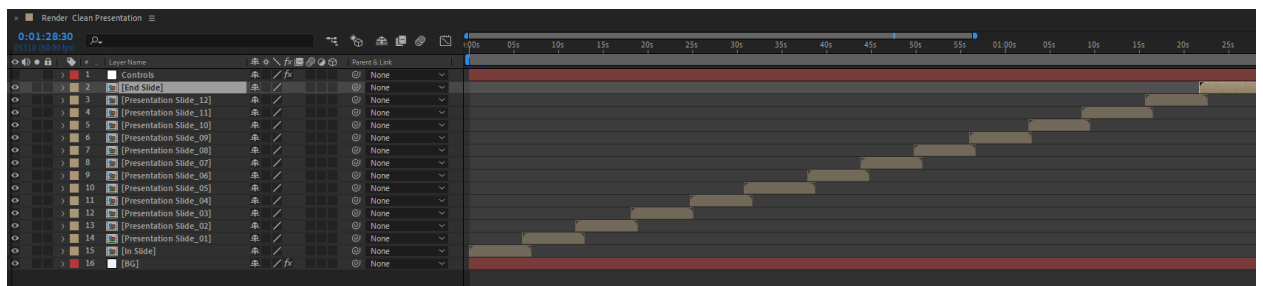 Render Clean Presentation
0:01:28:30
05310 (60.00 fps)
:00s 05s 10s 15s 20s 25s 30s 35s 40s 45s 50s 55s 01:00s 05s 10s 15s 20s 25s
# Layer Name fx Parent & Link
1 Controls fx None
2 [End Slide] None
3 [Presentation Slide_12] None
4 [Presentation Slide_11] None
5 [Presentation Slide_10] None
6 [Presentation Slide_09] None
7 [Presentation Slide_08] None
8 [Presentation Slide_07] None
9 [Presentation Slide_06] None
10 [Presentation Slide_05] None
11 [Presentation Slide_04] None
12 [Presentation Slide_03] None
13 [Presentation Slide_02] None
14 [Presentation Slide_01] None
15 [In Slide] None
16 [BG] fx None